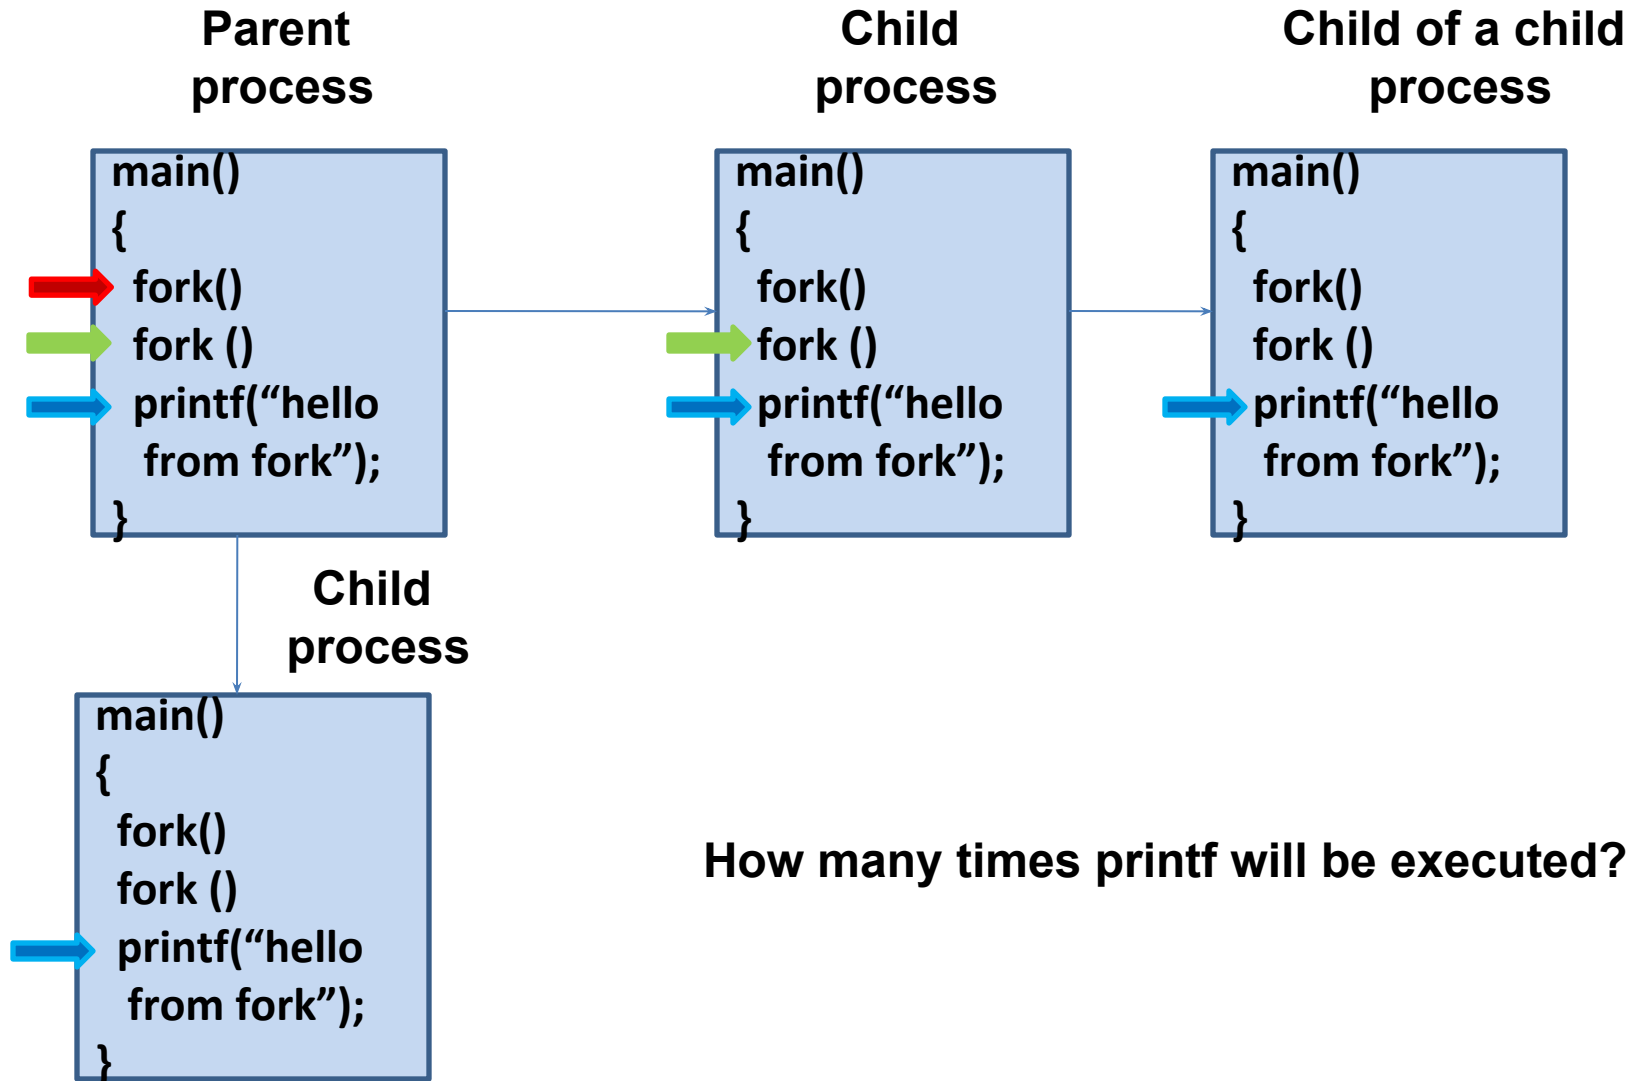 Parent
process
Child
process
Child of a child
process
main()
{
fork()
fork ()
printf(“hello
from fork”);
}
main()
{
fork()
fork ()
printf(“hello
from fork”);
}
main()
{
fork()
fork ()
printf(“hello
from fork”);
}
Child
process
main()
{
fork()
fork ()
printf(“hello
from fork”);
}
How many times printf will be executed?